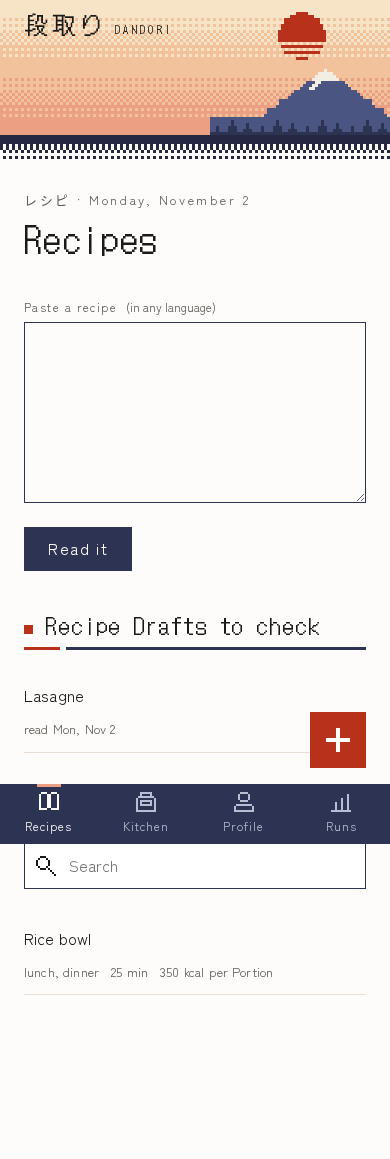 段取り DANDORI
レシピ · Monday, November 2
Recipes
Paste a recipe (in any language)
Read it
Recipe Drafts to check
Lasagne
read Mon, Nov 2
Recipes Kitchen Profile Runs
Search
Rice bowl
lunch, dinner 25 min 350 kcal per Portion